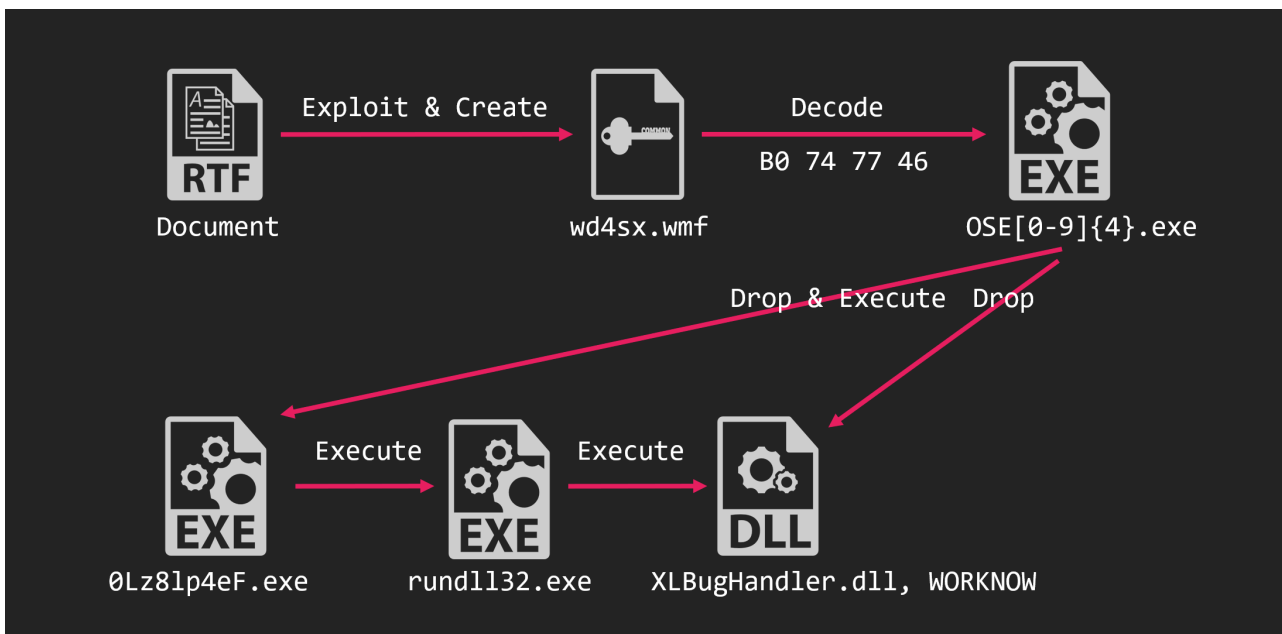 Exploit & Create
Decode
B0 74 77 46
A
RTF
COMMON
EXE
Document
wd4sx.wmf
OSE[0-9]{4}.exe
Drop & Execute
Drop
Execute
Execute
EXE
EXE
DLL
0Lz8lp4eF.exe
rundll32.exe
XLBugHandler.dll, WORKNOW